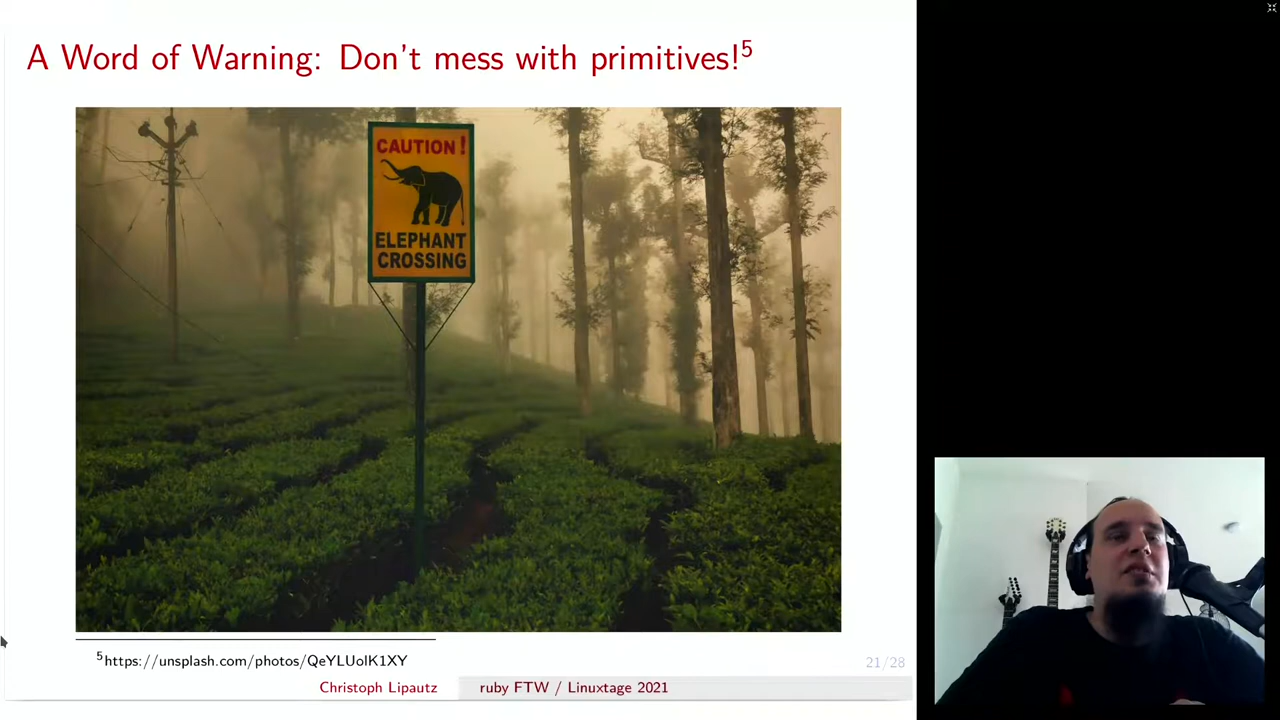 A Word of Warning: Don't mess with primitives!5
CAUTION!
ELEPHANT
CROSSING
5https://unsplash.com/photos/QeYLUolK1XY
21/28
Christoph Lipautz
ruby FTW / Linuxtage 2021